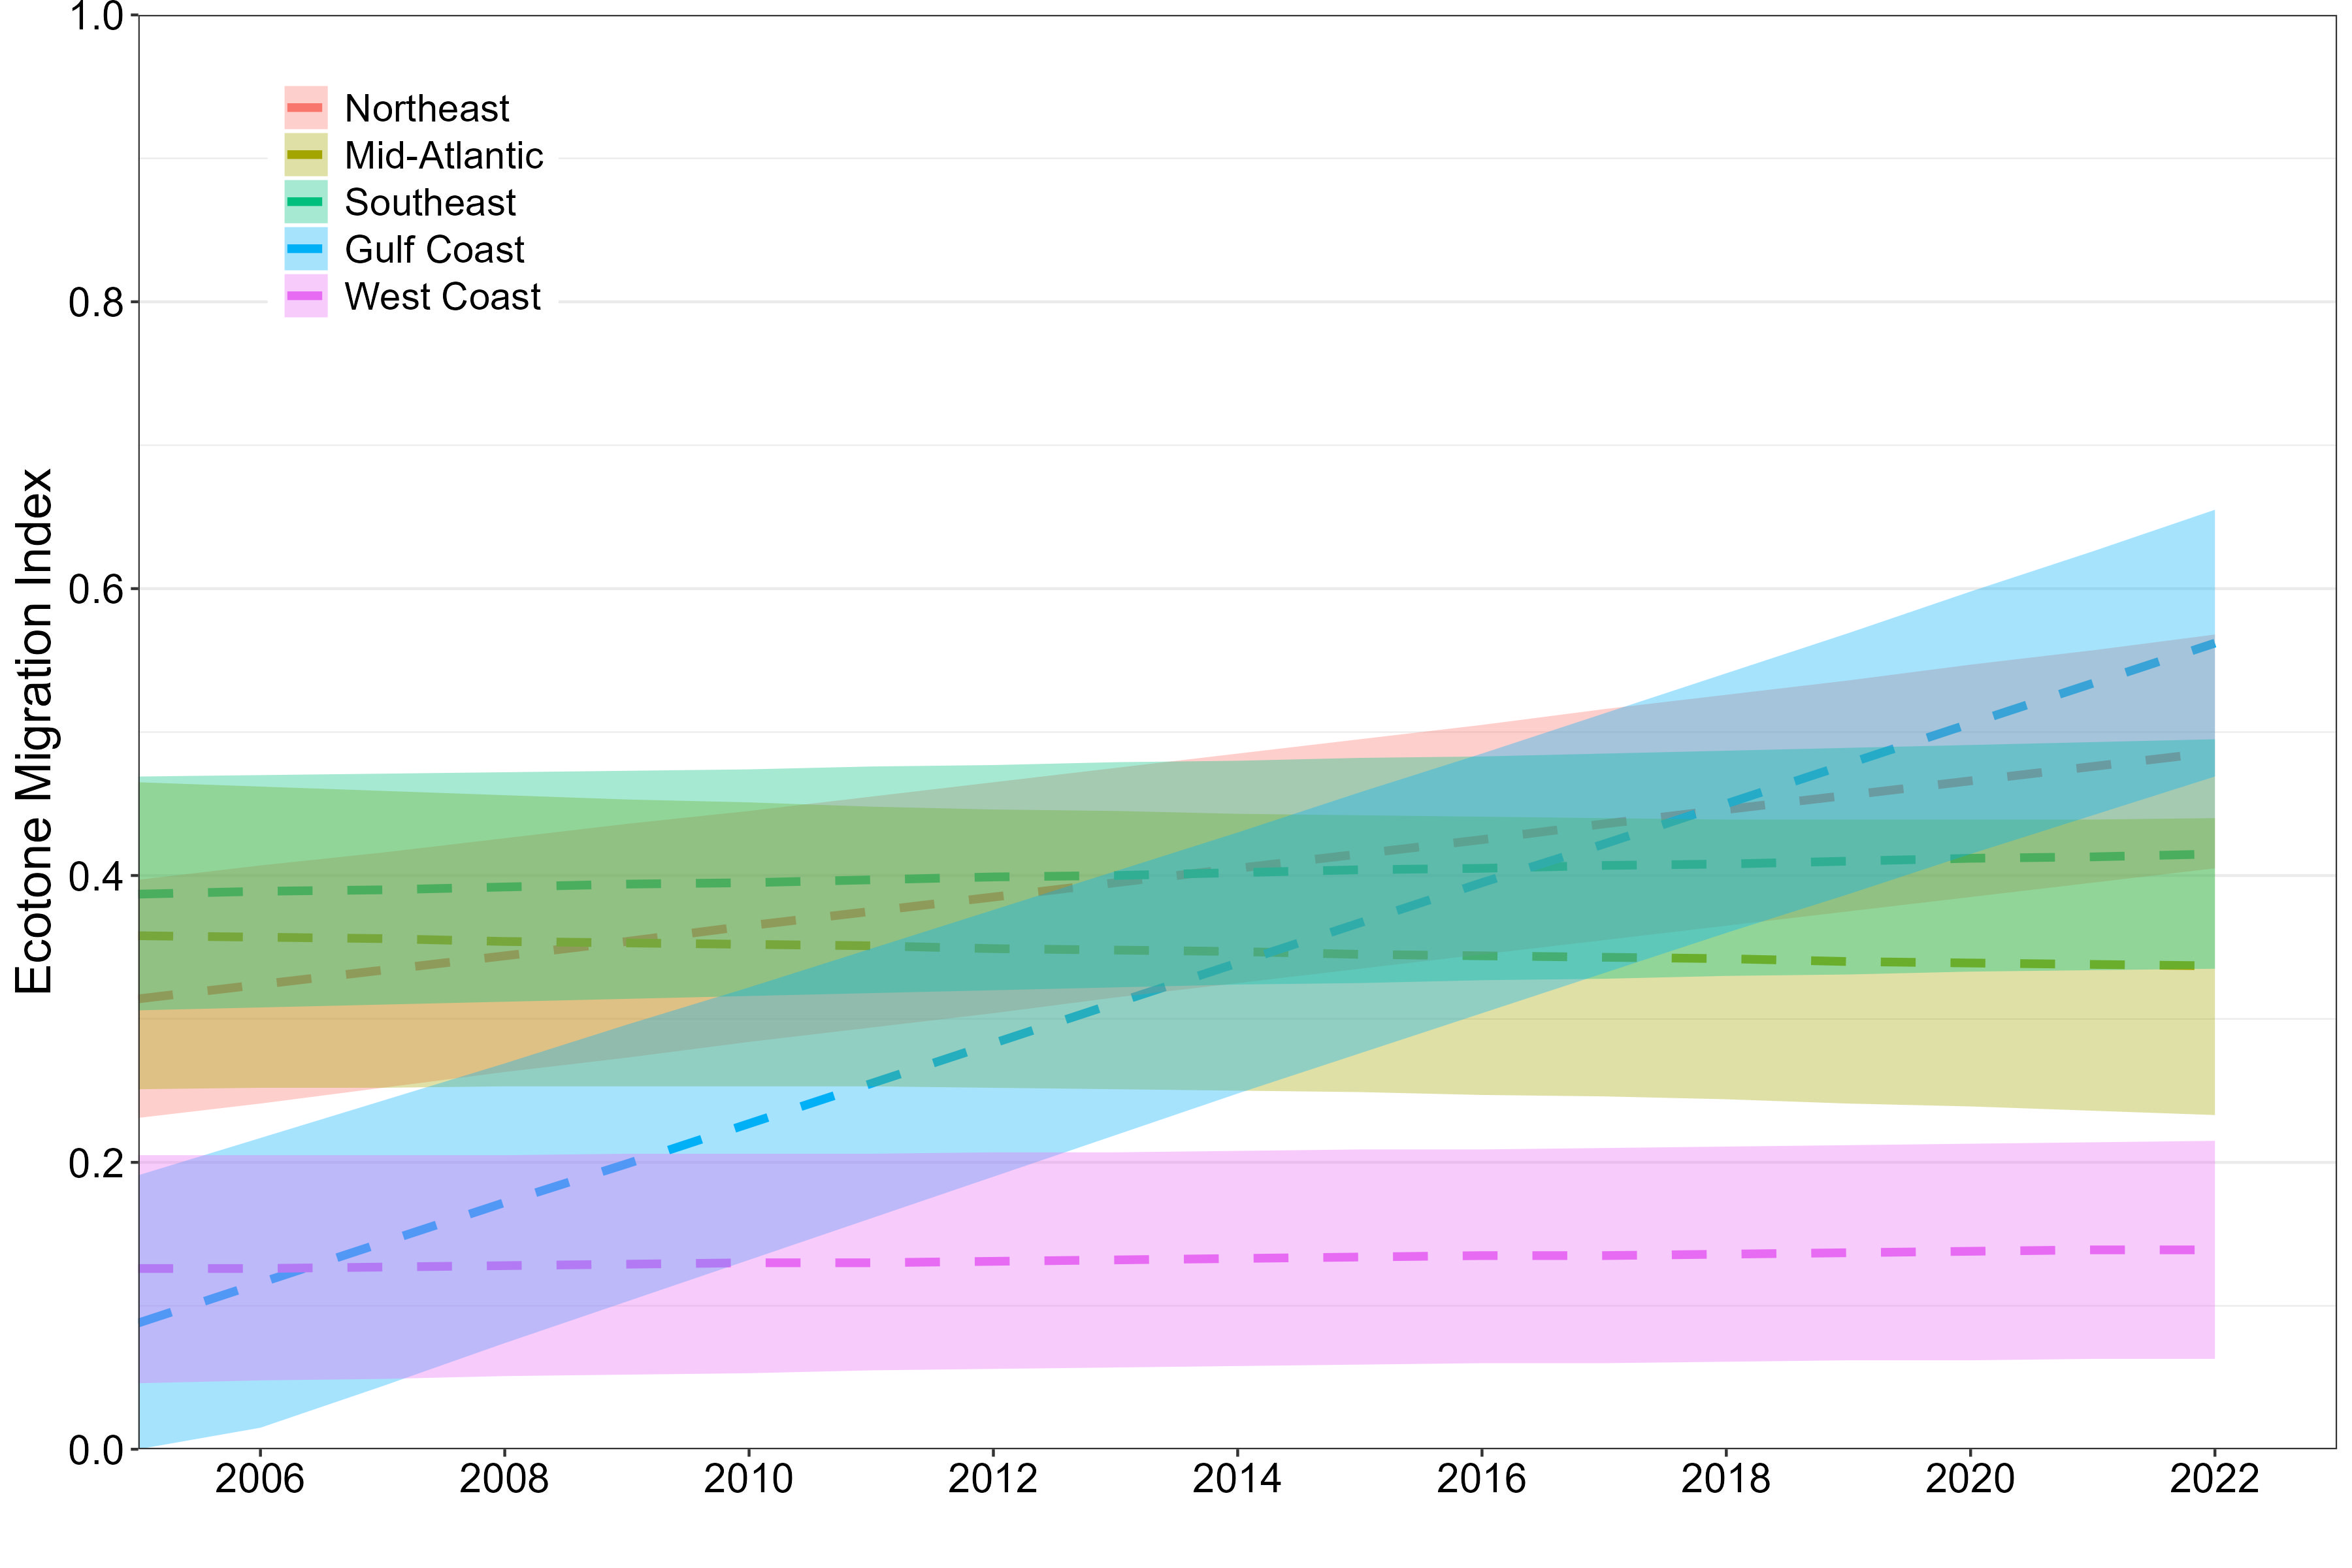 1.0
Northeast
Mid-Atlantic
Southeast
Gulf Coast
West Coast
0.8
0.6
0.4
0.2
0.0
Ecotone Migration Index
2006 2008 2010 2012 2014 2016 2018 2020 2022